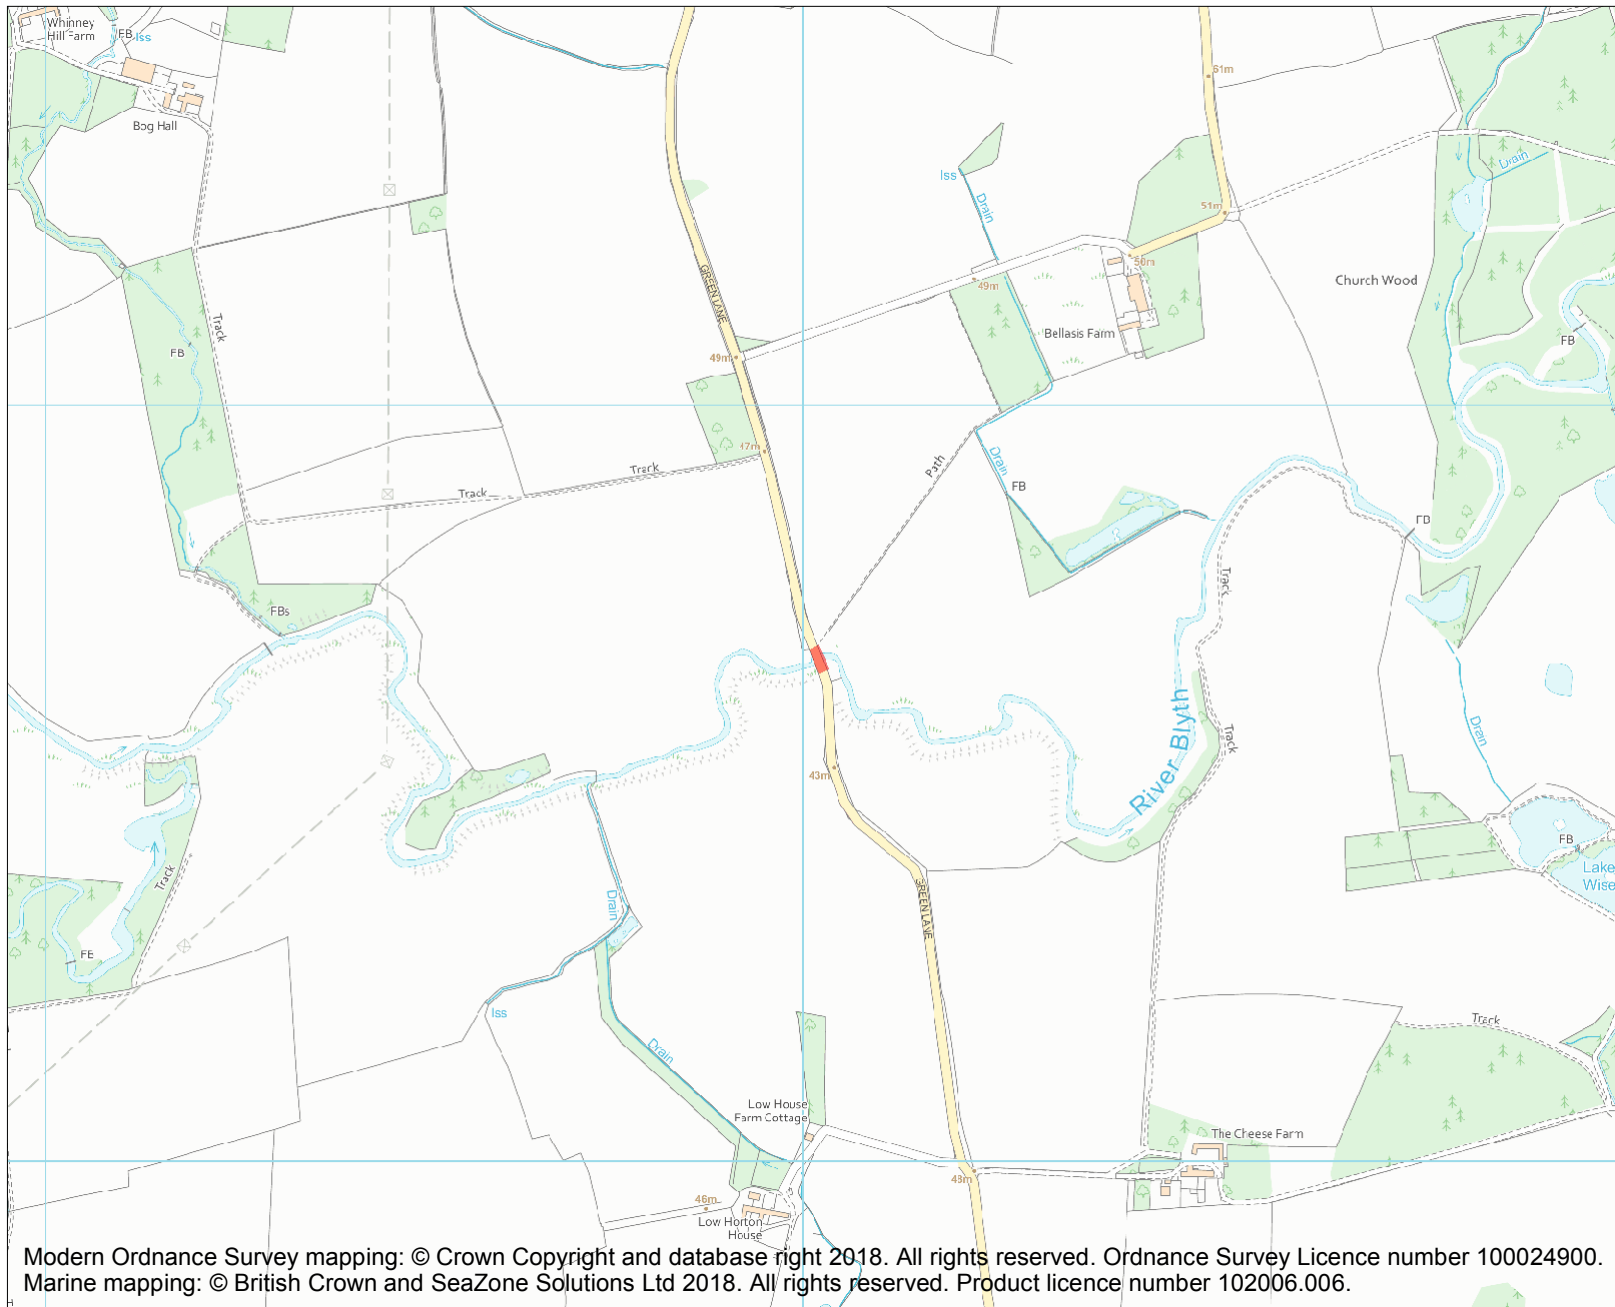 Whinney
Hill Farm
FB
Iss
Bog Hall
61m
Drain
Iss
Drain
51m
50m
49m
Church Wood
GREEN LANE
Track
FB
Bellasis Farm
FB
49m
47m
Track
Track
Path
Drain
FB
FB
Track
FBs
River Blyth
Track
Drain
43m
FB
Lake
Wise
Track
Drain
GREEN LANE
FB
Iss
Track
Drain
Low House
Farm Cottage
The Cheese Farm
48m
46m
Low Horton
House
Modern Ordnance Survey mapping: © Crown Copyright and database right 2018. All rights reserved. Ordnance Survey Licence number 100024900.
Marine mapping: © British Crown and SeaZone Solutions Ltd 2018. All rights reserved. Product licence number 102006.006.